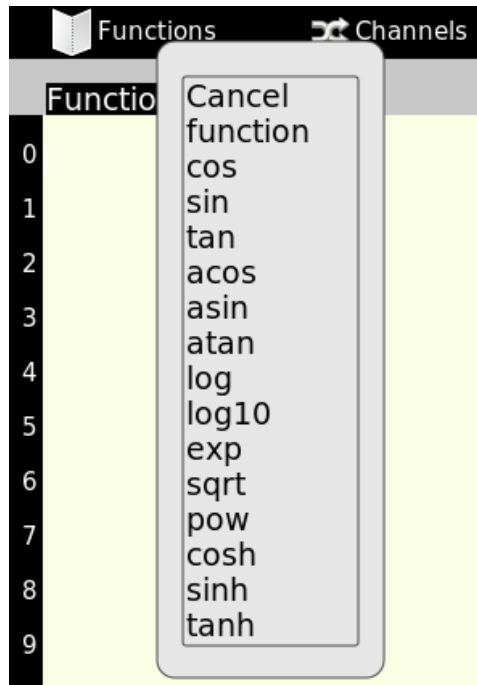 Functions Channels
Functio
Cancel
function
cos
sin
tan
acos
asin
atan
log
log10
exp
sqrt
pow
cosh
sinh
tanh
0
1
2
3
4
5
6
7
8
9